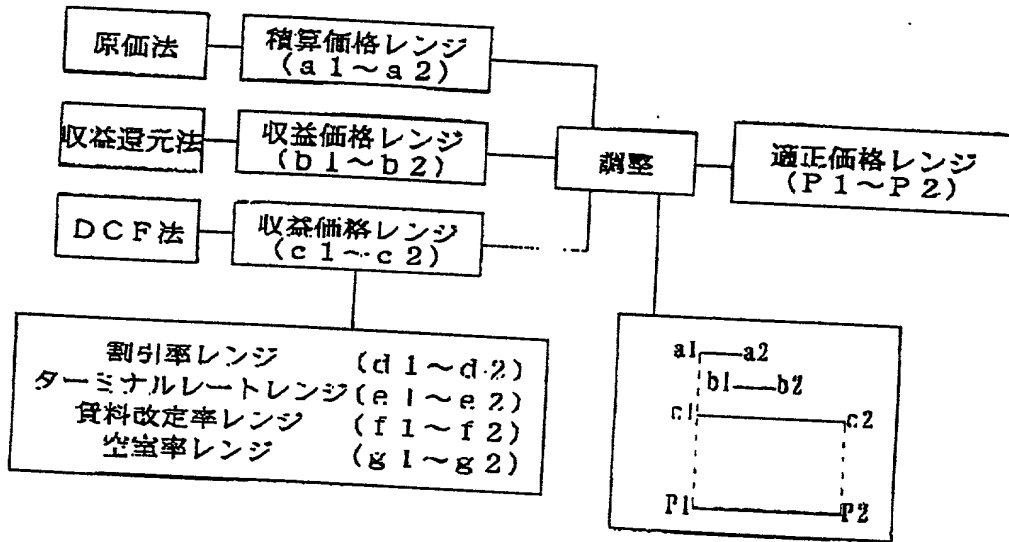 原価法
積算価格レンジ
(a1～a2)
収益還元法
収益価格レンジ
(b1～b2)
調整
適正価格レンジ
(P1～P2)
DCF法
収益価格レンジ
(c1～c2)
割引率レンジ (d1～d2)
ターミナルレートレンジ(e1～e2)
賃料改定率レンジ (f1～f2)
空室率レンジ (g1～g2)
a1 a2
b1 b2
c1 c2
P1 P2